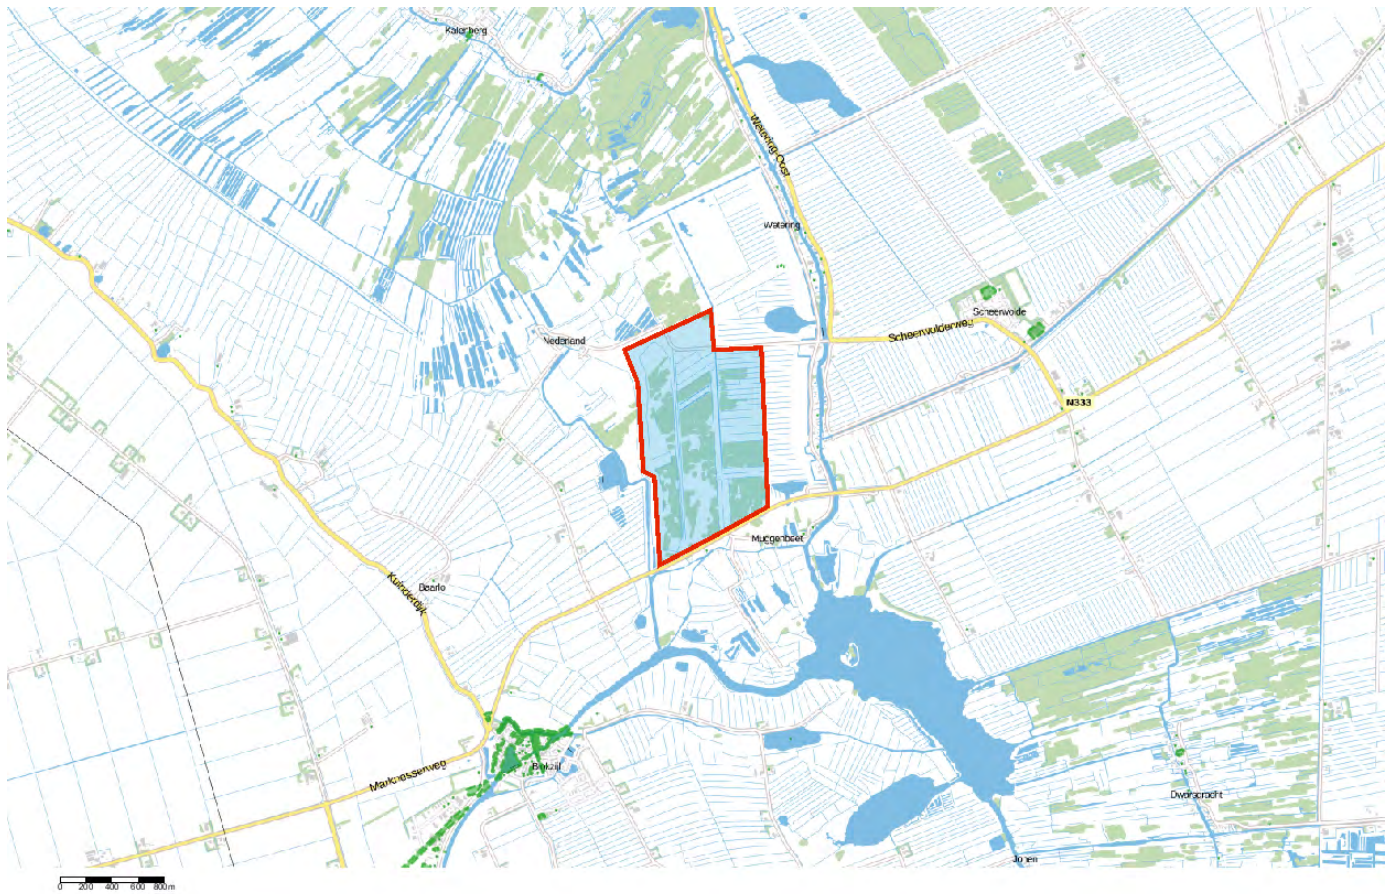 Kalenberg
Wetering-Oost
Wetering
Scheerwolde
Scheerwolderweg
Nederland
N333
Muggenbeet
Baarlo
Kuinderdijk
Blokzijl
Marknesserweg
Dwarsgracht
Jonen
0 200 400 600 800m